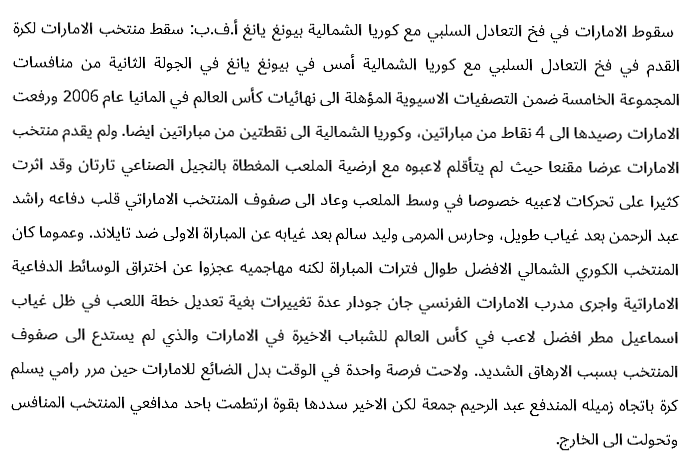 سقوط الامارات في فخ التعادل السلبي مع كوريا الشمالية بيونغ يانغ أ.ف.ب: سقط منتخب الامارات لكرة
القدم في فخ التعادل السلبي مع كوريا الشمالية أمس في بيونغ يانغ في الجولة الثانية من منافسات
المجموعة الخامسة ضمن التصفيات الاسيوية المؤهلة الى نهائيات كأس العالم في المانيا عام 2006 ورفعت
الامارات رصيدها الى 4 نقاط من مباراتين، وكوريا الشمالية الى نقطتين من مباراتين ايضا. ولم يقدم منتخب
الامارات عرضا مقنعا حيث لم يتأقلم لاعبوه مع ارضية الملعب المغطاة بالنجيل الصناعي تارتان وقد اثرت
كثيرا على تحركات لاعبيه خصوصا في وسط الملعب وعاد الى صفوف المنتخب الاماراتي قلب دفاعه راشد
عبد الرحمن بعد غياب طويل، وحارس المرمى وليد سالم بعد غيابه عن المباراة الاولى ضد تايلاند. وعموما كان
المنتخب الكوري الشمالي الافضل طوال فترات المباراة لكنه مهاجميه عجزوا عن اختراق الوسائط الدفاعية
الاماراتية واجرى مدرب الامارات الفرنسي جان جودار عدة تغييرات بغية تعديل خطة اللعب في ظل غياب
اسماعيل مطر افضل لاعب في كأس العالم للشباب الاخيرة في الامارات والذي لم يستدع الى صفوف
المنتخب بسبب الارهاق الشديد. ولاحت فرصة واحدة في الوقت بدل الضائع للامارات حين مرر رامي يسلم
كرة باتجاه زميله المندفع عبد الرحيم جمعة لكن الاخير سددها بقوة ارتطمت باحد مدافعي المنتخب المنافس
وتحولت الى الخارج.